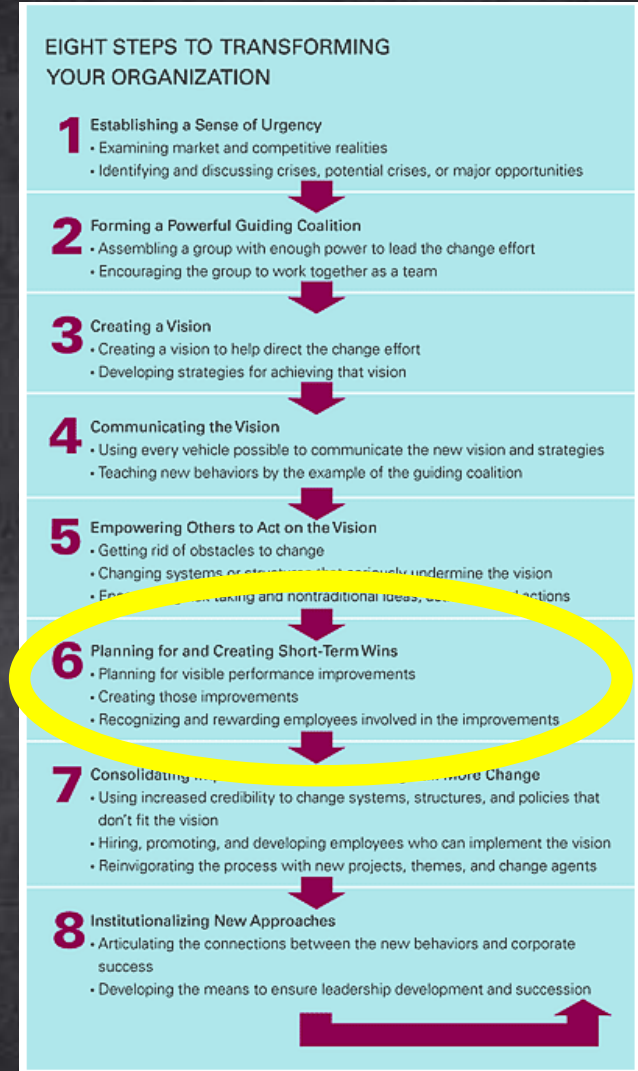 EIGHT STEPS TO TRANSFORMING
YOUR ORGANIZATION
1 Establishing a Sense of Urgency
• Examining market and competitive realities
• Identifying and discussing crises, potential crises, or major opportunities
2 Forming a Powerful Guiding Coalition
• Assembling a group with enough power to lead the change effort
• Encouraging the group to work together as a team
3 Creating a Vision
• Creating a vision to help direct the change effort
• Developing strategies for achieving that vision
4 Communicating the Vision
• Using every vehicle possible to communicate the new vision and strategies
• Teaching new behaviors by the example of the guiding coalition
5 Empowering Others to Act on the Vision
• Getting rid of obstacles to change
• Changing systems or structures that seriously undermine the vision
• taking and nontraditional ideas, actions
6 Planning for and Creating Short-Term Wins
• Planning for visible performance improvements
• Creating those improvements
• Recognizing and rewarding employees involved in the improvements
7 Consolidating More Change
• Using increased credibility to change systems, structures, and policies that
don't fit the vision
• Hiring, promoting, and developing employees who can implement the vision
• Reinvigorating the process with new projects, themes, and change agents
8 Institutionalizing New Approaches
• Articulating the connections between the new behaviors and corporate
success
• Developing the means to ensure leadership development and succession